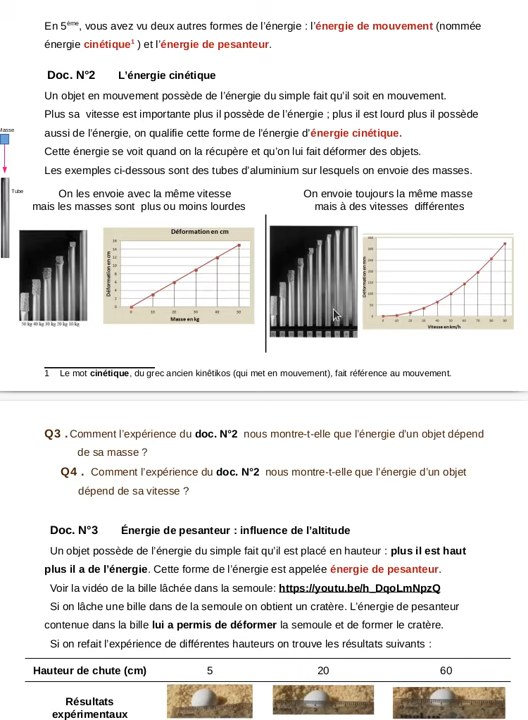 En 5ème, vous avez vu deux autres formes de l'énergie : l'énergie de mouvement (nommée
énergie cinétique1 ) et l'énergie de pesanteur.
Doc. N°2 L'énergie cinétique
Un objet en mouvement possède de l'énergie du simple fait qu'il soit en mouvement.
Plus sa vitesse est importante plus il possède de l'énergie ; plus il est lourd plus il possède
aussi de l'énergie, on qualifie cette forme de l'énergie d'énergie cinétique.
Cette énergie se voit quand on la récupère et qu'on lui fait déformer des objets.
Les exemples ci-dessous sont des tubes d'aluminium sur lesquels on envoie des masses.
Masse
Tube
On les envoie avec la même vitesse
mais les masses sont plus ou moins lourdes
Déformation en cm
Déformation en cm
Masse en kg
On envoie toujours la même masse
mais à des vitesses différentes
Déformation en mm
Vitesse en km/h
1 Le mot cinétique, du grec ancien kinêtikos (qui met en mouvement), fait référence au mouvement.
Q3 . Comment l'expérience du doc. N°2 nous montre-t-elle que l'énergie d'un objet dépend
de sa masse ?
Q4 . Comment l'expérience du doc. N°2 nous montre-t-elle que l'énergie d'un objet
dépend de sa vitesse ?
Doc. N°3 Énergie de pesanteur : influence de l'altitude
Un objet possède de l'énergie du simple fait qu'il est placé en hauteur : plus il est haut
plus il a de l'énergie. Cette forme de l'énergie est appelée énergie de pesanteur.
Voir la vidéo de la bille lâchée dans la semoule: https://youtu.be/h_DqoLmNpzQ
Si on lâche une bille dans de la semoule on obtient un cratère. L'énergie de pesanteur
contenue dans la bille lui a permis de déformer la semoule et de former le cratère.
Si on refait l'expérience de différentes hauteurs on trouve les résultats suivants :
Hauteur de chute (cm) 5 20 60
Résultats
expérimentaux